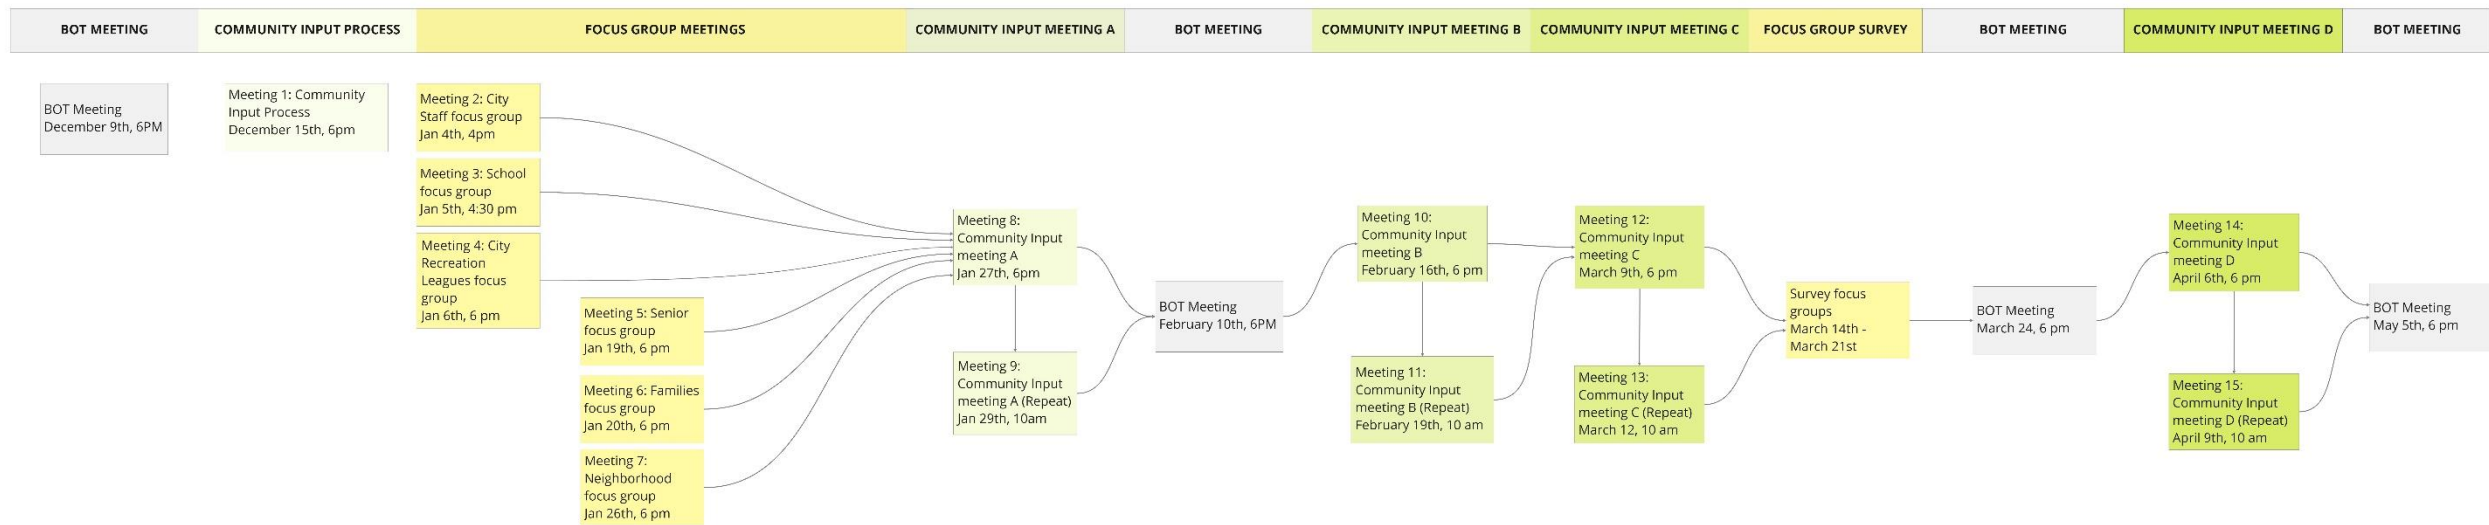 BOT MEETING
COMMUNITY INPUT PROCESS
FOCUS GROUP MEETINGS
COMMUNITY INPUT MEETING A
BOT MEETING
COMMUNITY INPUT MEETING B
COMMUNITY INPUT MEETING C
FOCUS GROUP SURVEY
BOT MEETING
COMMUNITY INPUT MEETING D
BOT MEETING
BOT Meeting
December 9th, 6PM
Meeting 1: Community
Input Process
December 15th, 6pm
Meeting 2: City
Staff focus group
Jan 4th, 4pm
Meeting 3: School
focus group
Jan 5th, 4:30 pm
Meeting 4: City
Recreation
Leagues focus
group
Jan 6th, 6 pm
Meeting 5: Senior
focus group
Jan 19th, 6 pm
Meeting 6: Families
focus group
Jan 20th, 6 pm
Meeting 7:
Neighborhood
focus group
Jan 26th, 6 pm
Meeting 8:
Community Input
meeting A
Jan 27th, 6pm
Meeting 9:
Community Input
meeting A (Repeat)
Jan 29th, 10am
BOT Meeting
February 10th, 6PM
Meeting 10:
Community Input
meeting B
February 16th, 6 pm
Meeting 11:
Community Input
meeting B (Repeat)
February 19th, 10 am
Meeting 12:
Community Input
meeting C
March 9th, 6 pm
Meeting 13:
Community Input
meeting C (Repeat)
March 12, 10 am
Survey focus
groups
March 14th -
March 21st
BOT Meeting
March 24, 6 pm
Meeting 14:
Community Input
meeting D
April 6th, 6 pm
Meeting 15:
Community Input
meeting D (Repeat)
April 9th, 10 am
BOT Meeting
May 5th, 6 pm